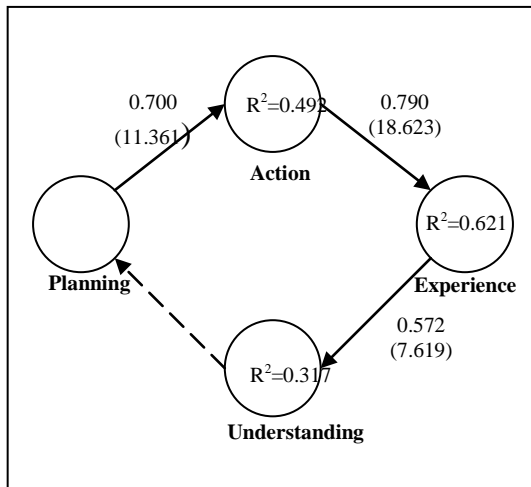 0.700
(11.361)
R²=0.492
Action
0.790
(18.623)
Planning
R²=0.621
Experience
0.572
(7.619)
R²=0.317
Understanding